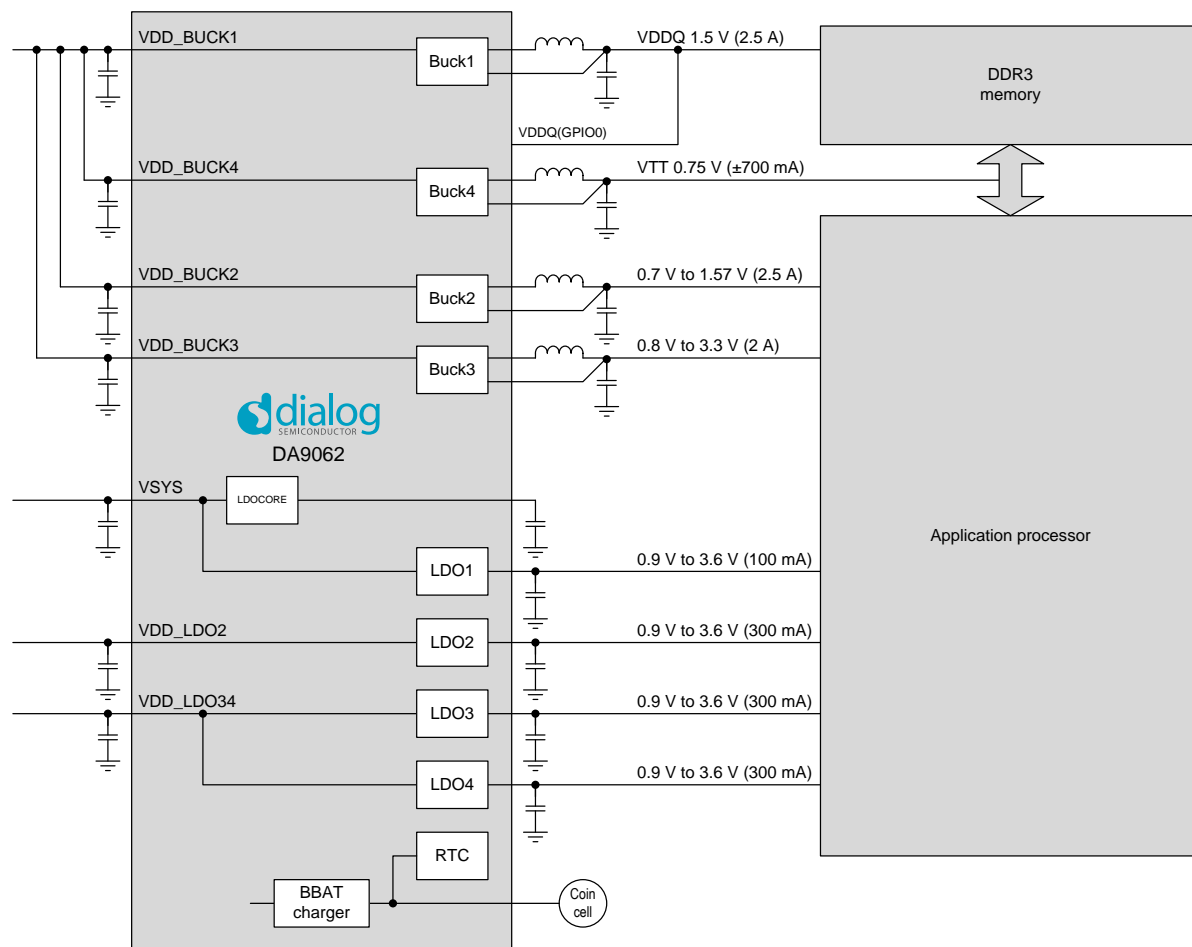 VDD_BUCK1
Buck1
VDDQ 1.5 V (2.5 A)
DDR3
memory
VDDQ(GPIO0)
VDD_BUCK4
Buck4
VTT 0.75 V (±700 mA)
VDD_BUCK2
Buck2
0.7 V to 1.57 V (2.5 A)
VDD_BUCK3
Buck3
0.8 V to 3.3 V (2 A)
dialog
SEMICONDUCTOR
DA9062
VSYS
LDOCORE
Application processor
LDO1
0.9 V to 3.6 V (100 mA)
VDD_LDO2
LDO2
0.9 V to 3.6 V (300 mA)
VDD_LDO34
LDO3
0.9 V to 3.6 V (300 mA)
LDO4
0.9 V to 3.6 V (300 mA)
RTC
BBAT
charger
Coin
cell